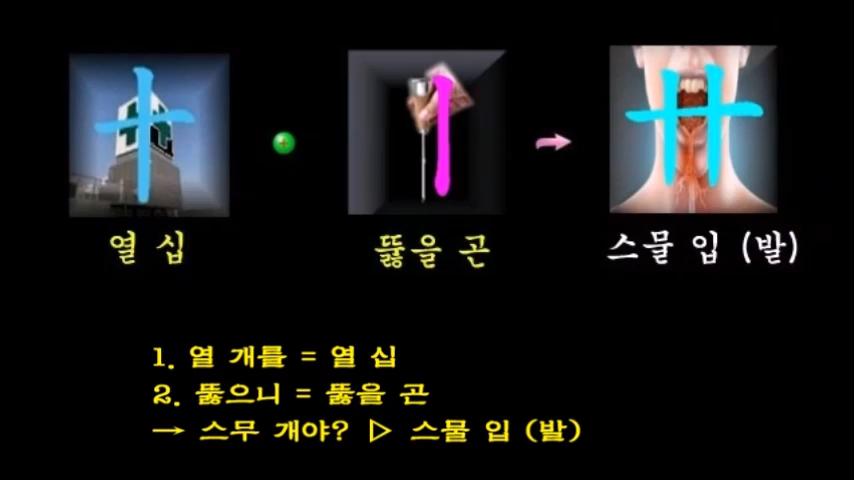 十 丨 卄
열 십 뚫을 곤 스물 입 (발)
1. 열 개를 = 열 십
2. 뚫으니 = 뚫을 곤
→ 스무 개야? ▷ 스물 입 (발)